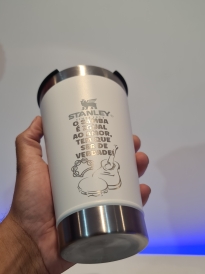 STANLEY
O SAMBA
É IGUAL
AO AMOR,
TEM QUE
SER DE
VERDADE!